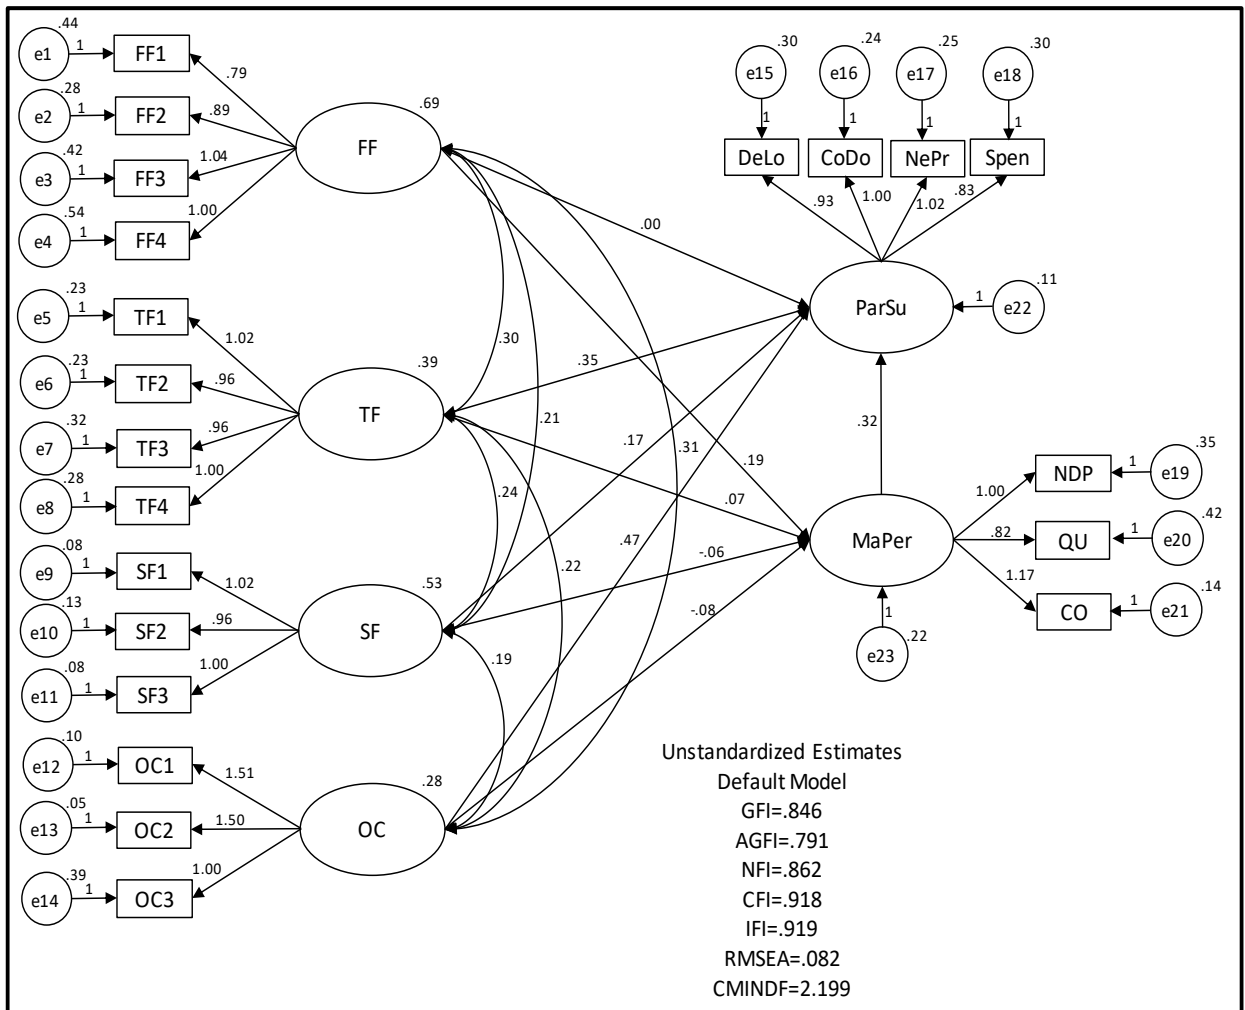 .44
e1
1
FF1
.79
.28
e2
1
FF2
.89
.42
e3
1
FF3
1.04
.54
e4
1
FF4
1.00
FF
.69
.23
e5
1
TF1
1.02
.23
e6
1
TF2
.96
.32
e7
1
TF3
.96
.28
e8
1
TF4
1.00
TF
.39
.08
e9
1
SF1
1.02
.13
e10
1
SF2
.96
.08
e11
1
SF3
1.00
SF
.53
.10
e12
1
OC1
1.51
.05
e13
1
OC2
1.50
.39
e14
1
OC3
1.00
OC
.28
.30
.21
.31
.24
.22
.19
.00
.35
.17
.47
.19
.07
-.06
-.08
.32
.30
e15
1
DeLo
.93
.24
e16
1
CoDo
1.00
.25
e17
1
NePr
1.02
.30
e18
1
Spen
.83
ParSu
1
e22
.11
MaPer
1.00
NDP
1
e19
.35
.82
QU
1
e20
.42
1.17
CO
1
e21
.14
1
e23
.22
Unstandardized Estimates
Default Model
GFI=.846
AGFI=.791
NFI=.862
CFI=.918
IFI=.919
RMSEA=.082
CMINDF=2.199